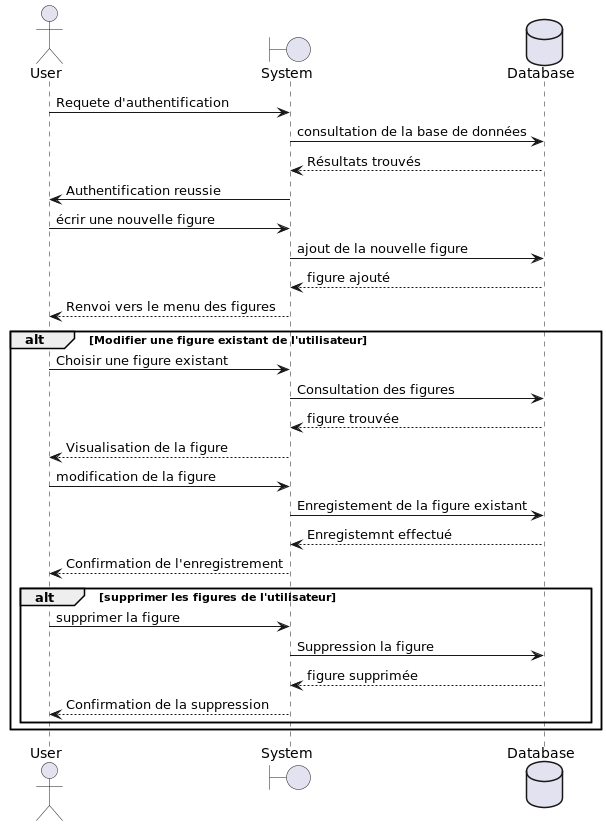 User
System
Database
Requete d'authentification
consultation de la base de données
Résultats trouvés
Authentification reussie
écrir une nouvelle figure
ajout de la nouvelle figure
figure ajouté
Renvoi vers le menu des figures
alt [Modifier une figure existant de l'utilisateur]
Choisir une figure existant
Consultation des figures
figure trouvée
Visualisation de la figure
modification de la figure
Enregistement de la figure existant
Enregistemnt effectué
Confirmation de l'enregistrement
alt [supprimer les figures de l'utilisateur]
supprimer la figure
Suppression la figure
figure supprimée
Confirmation de la suppression
User
System
Database